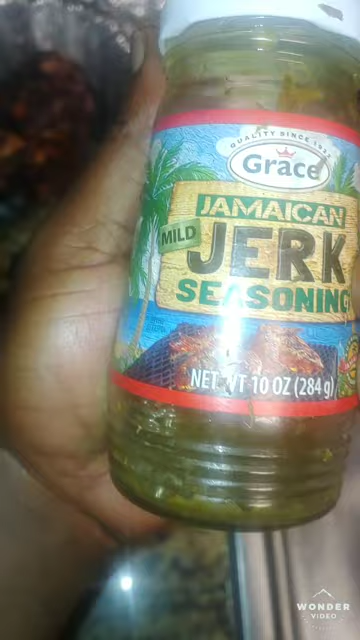 QUALITY SINCE 1922
Grace
JAMAICAN
MILD
JERK
SEASONING
NET WT 10 OZ (284 g)
WONDER
VIDEO